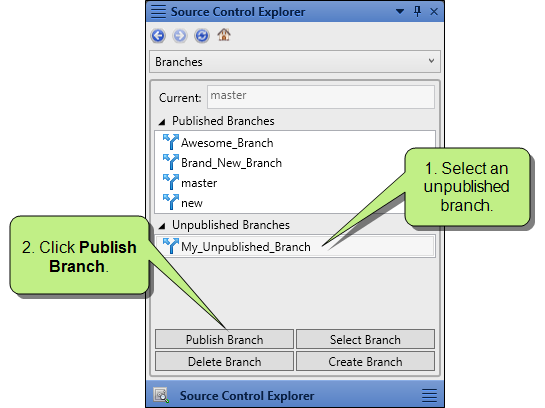 Source Control Explorer
Branches
Current: master
Published Branches
Awesome_Branch
Brand_New_Branch
master
new
Unpublished Branches
My_Unpublished_Branch
1. Select an
unpublished
branch.
2. Click Publish
Branch.
Publish Branch
Select Branch
Delete Branch
Create Branch
Source Control Explorer